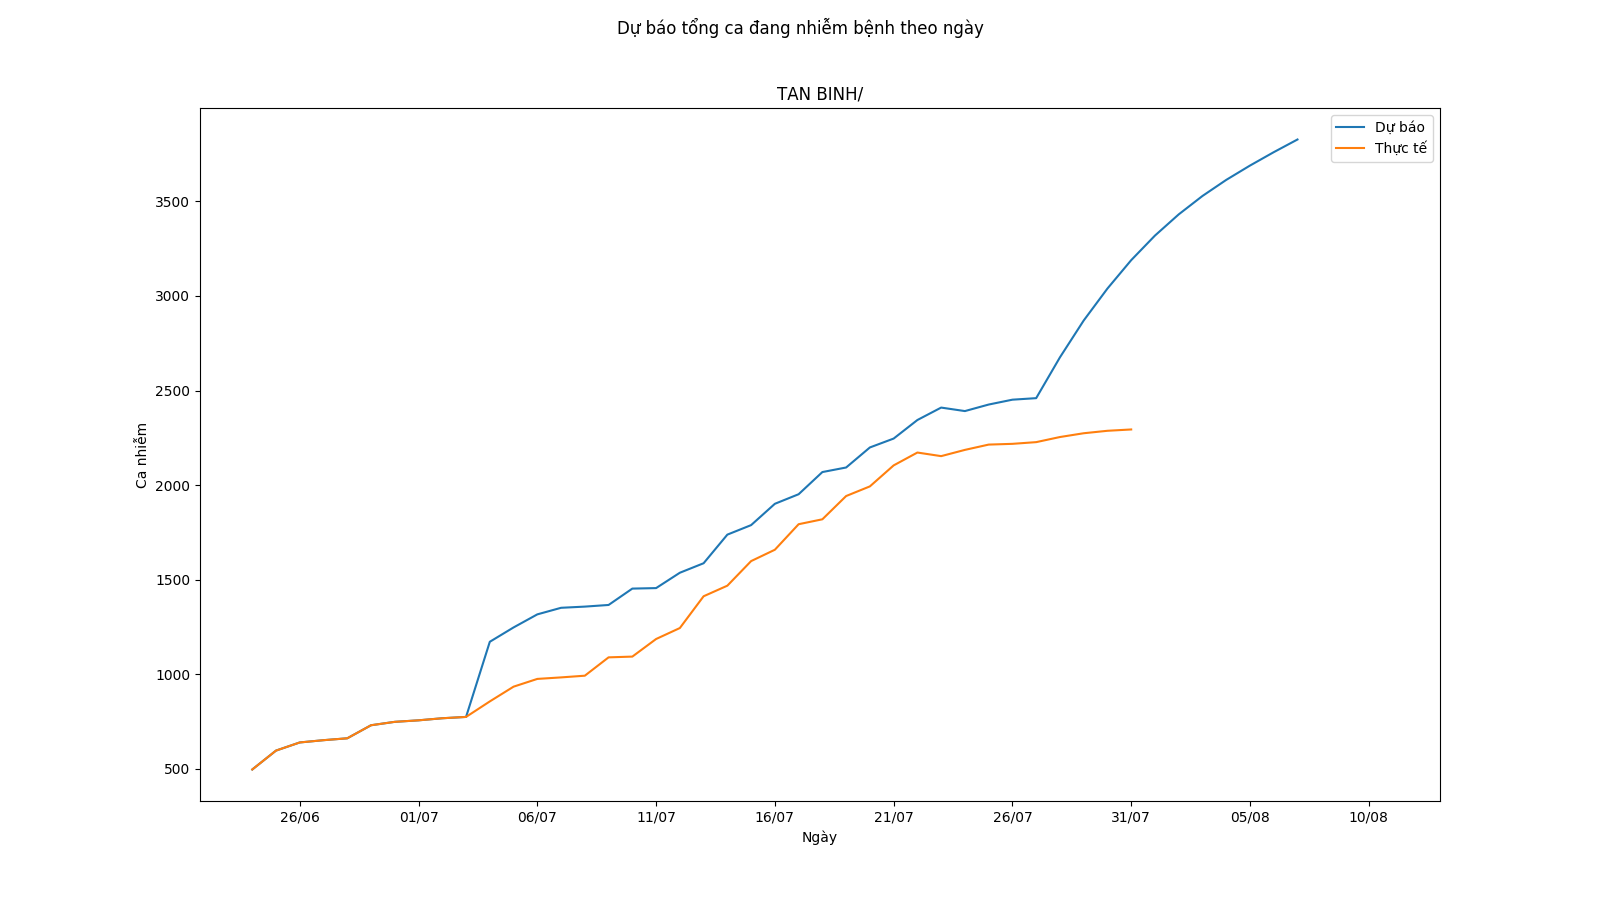 Dự báo tổng ca đang nhiễm bệnh theo ngày
TAN BINH/
Dự báo
Thực tế
3500
3000
2500
2000
1500
1000
500
Ca nhiễm
26/06 01/07 06/07 11/07 16/07 21/07 26/07 31/07 05/08 10/08
Ngày